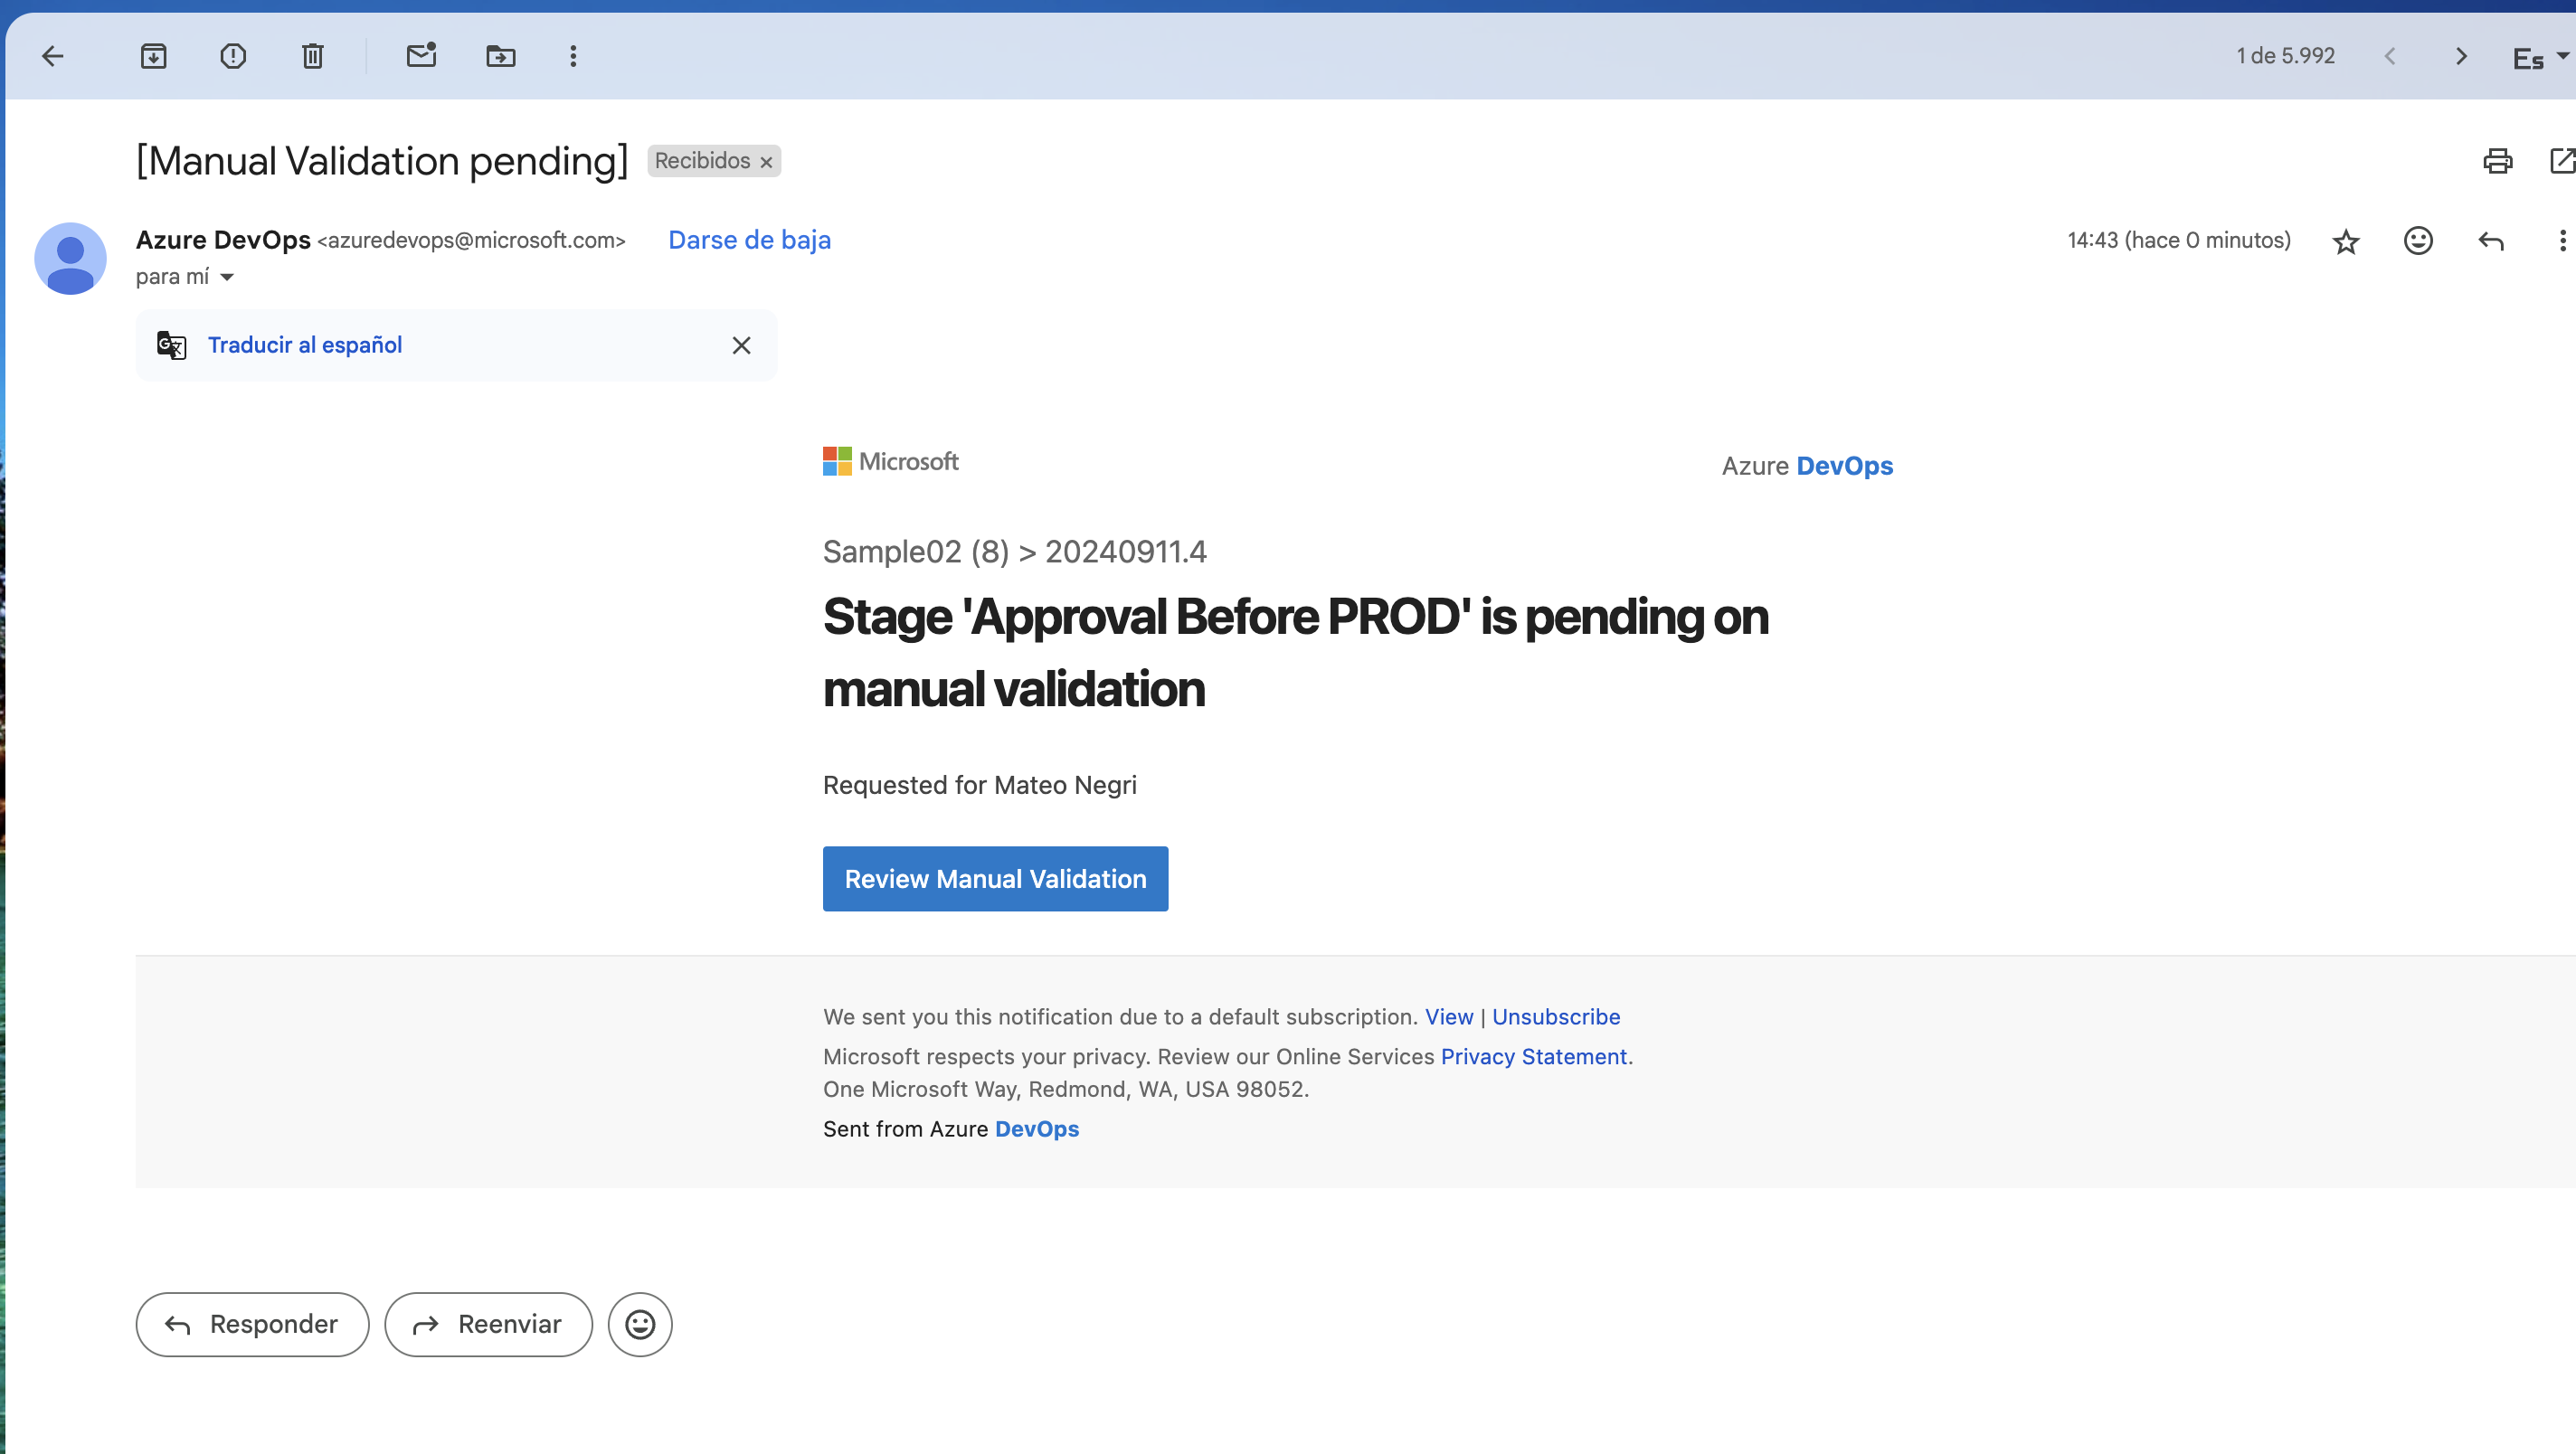 1 de 5.992
Es
[Manual Validation pending] Recibidos ×
Azure DevOps <azuredevops@microsoft.com> Darse de baja
14:43 (hace 0 minutos)
para mí
Traducir al español
Microsoft
Azure DevOps
Sample02 (8) > 20240911.4
Stage 'Approval Before PROD' is pending on
manual validation
Requested for Mateo Negri
Review Manual Validation
We sent you this notification due to a default subscription. View | Unsubscribe
Microsoft respects your privacy. Review our Online Services Privacy Statement.
One Microsoft Way, Redmond, WA, USA 98052.
Sent from Azure DevOps
Responder
Reenviar